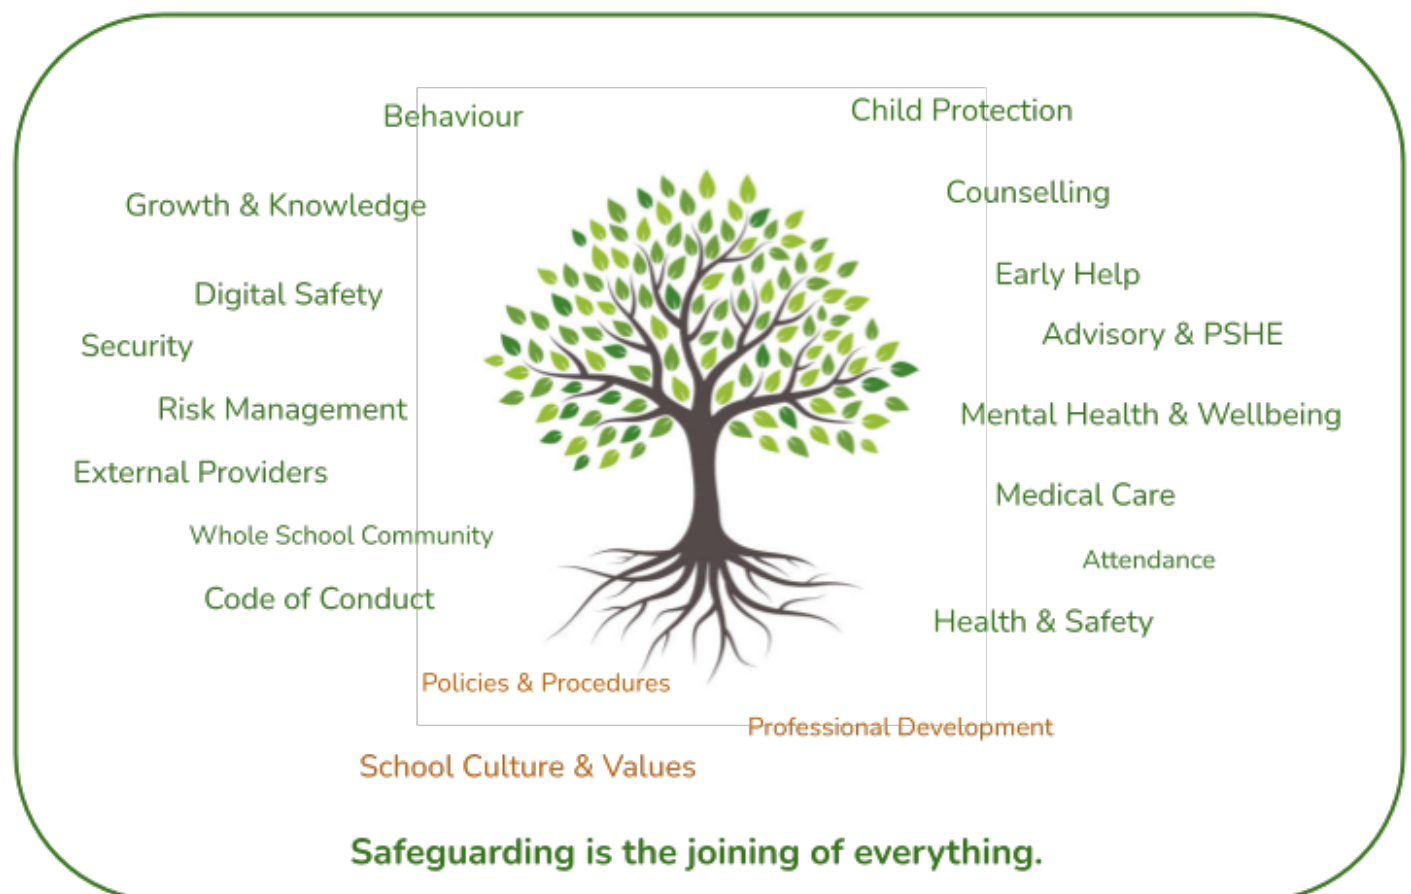 Behaviour
Child Protection
Growth & Knowledge
Counselling
Digital Safety
Early Help
Security
Advisory & PSHE
Risk Management
Mental Health & Wellbeing
External Providers
Medical Care
Whole School Community
Attendance
Code of Conduct
Health & Safety
Policies & Procedures
Professional Development
School Culture & Values
Safeguarding is the joining of everything.